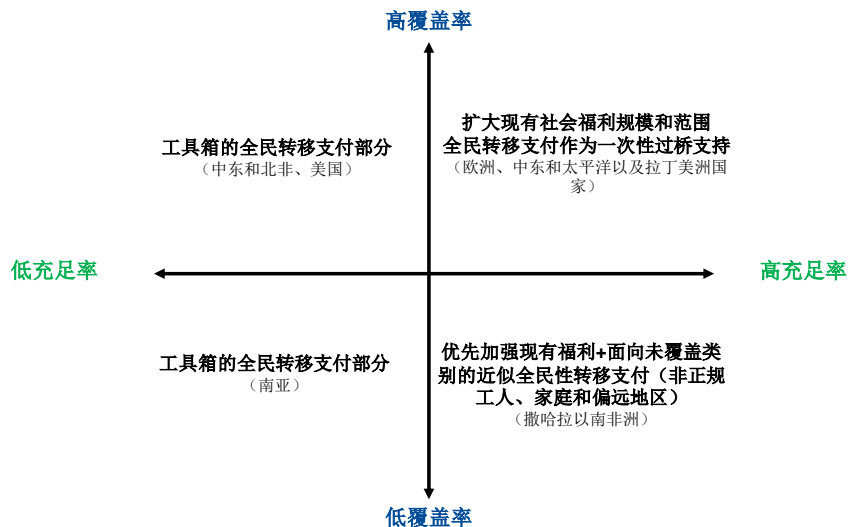 高覆盖率
工具箱的全民转移支付部分
（中东和北非、美国）
扩大现有社会福利规模和范围
全民转移支付作为一次性过桥支持
（欧洲、中东和太平洋以及拉丁美洲国
家）
低充足率
高充足率
工具箱的全民转移支付部分
（南亚）
优先加强现有福利+面向未覆盖类
别的近似全民性转移支付（非正规
工人、家庭和偏远地区）
（撒哈拉以南非洲）
低覆盖率